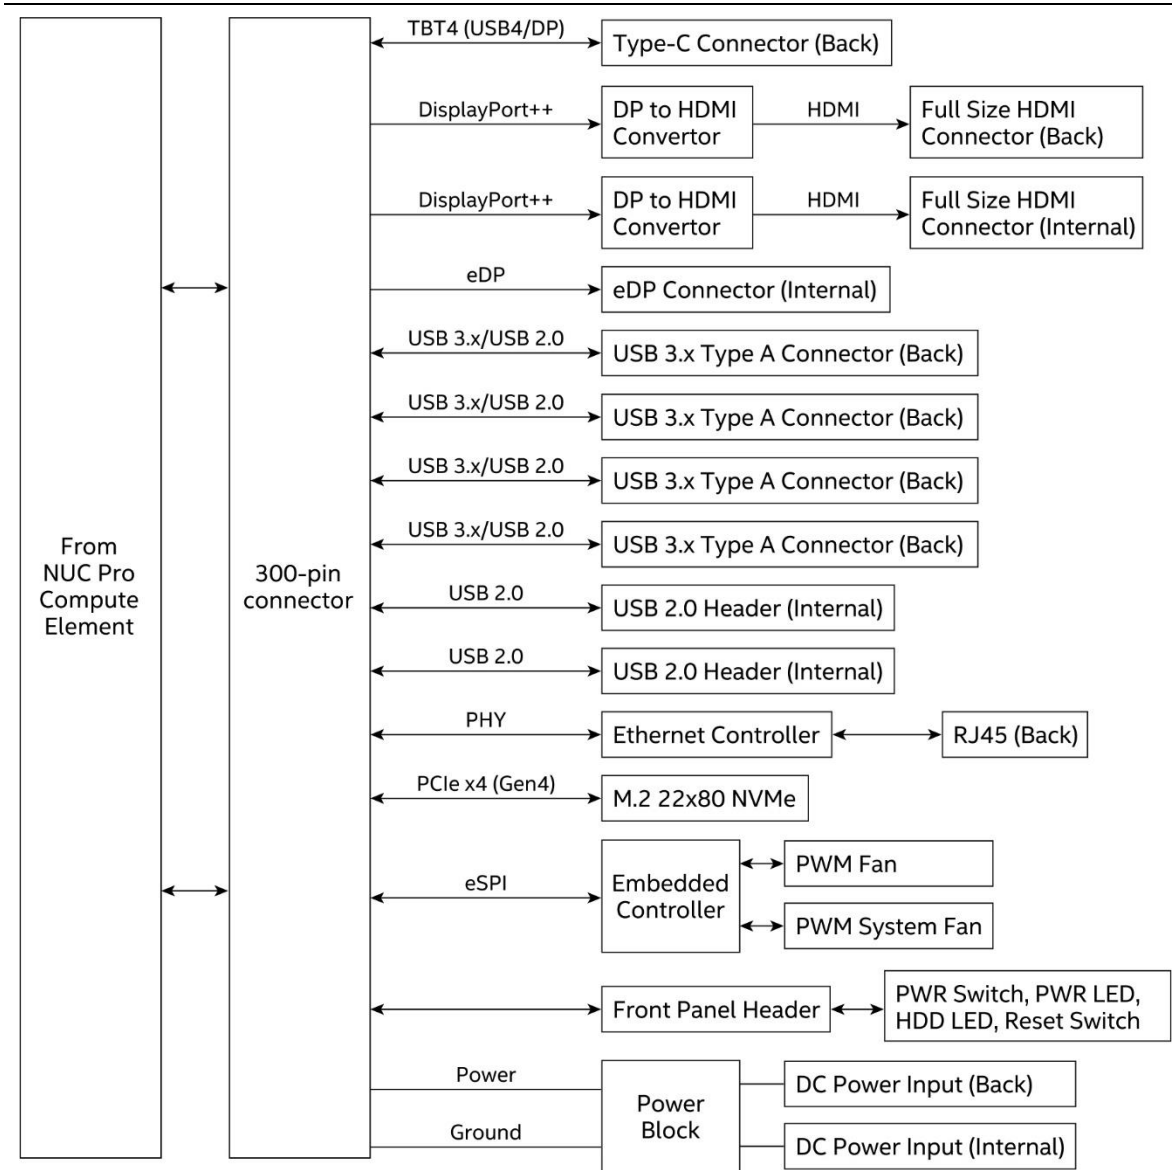 TBT4 (USB4/DP)
Type-C Connector (Back)
DisplayPort++
DP to HDMI
Convertor
HDMI
Full Size HDMI
Connector (Back)
DisplayPort++
DP to HDMI
Convertor
HDMI
Full Size HDMI
Connector (Internal)
eDP
eDP Connector (Internal)
USB 3.x/USB 2.0
USB 3.x Type A Connector (Back)
USB 3.x/USB 2.0
USB 3.x Type A Connector (Back)
USB 3.x/USB 2.0
USB 3.x Type A Connector (Back)
USB 3.x/USB 2.0
USB 3.x Type A Connector (Back)
From
NUC Pro
Compute
Element
300-pin
connector
USB 2.0
USB 2.0 Header (Internal)
USB 2.0
USB 2.0 Header (Internal)
PHY
Ethernet Controller
RJ45 (Back)
PCIe x4 (Gen4)
M.2 22x80 NVMe
eSPI
Embedded
Controller
PWM Fan
PWM System Fan
Front Panel Header
PWR Switch, PWR LED,
HDD LED, Reset Switch
Power
Ground
Power
Block
DC Power Input (Back)
DC Power Input (Internal)